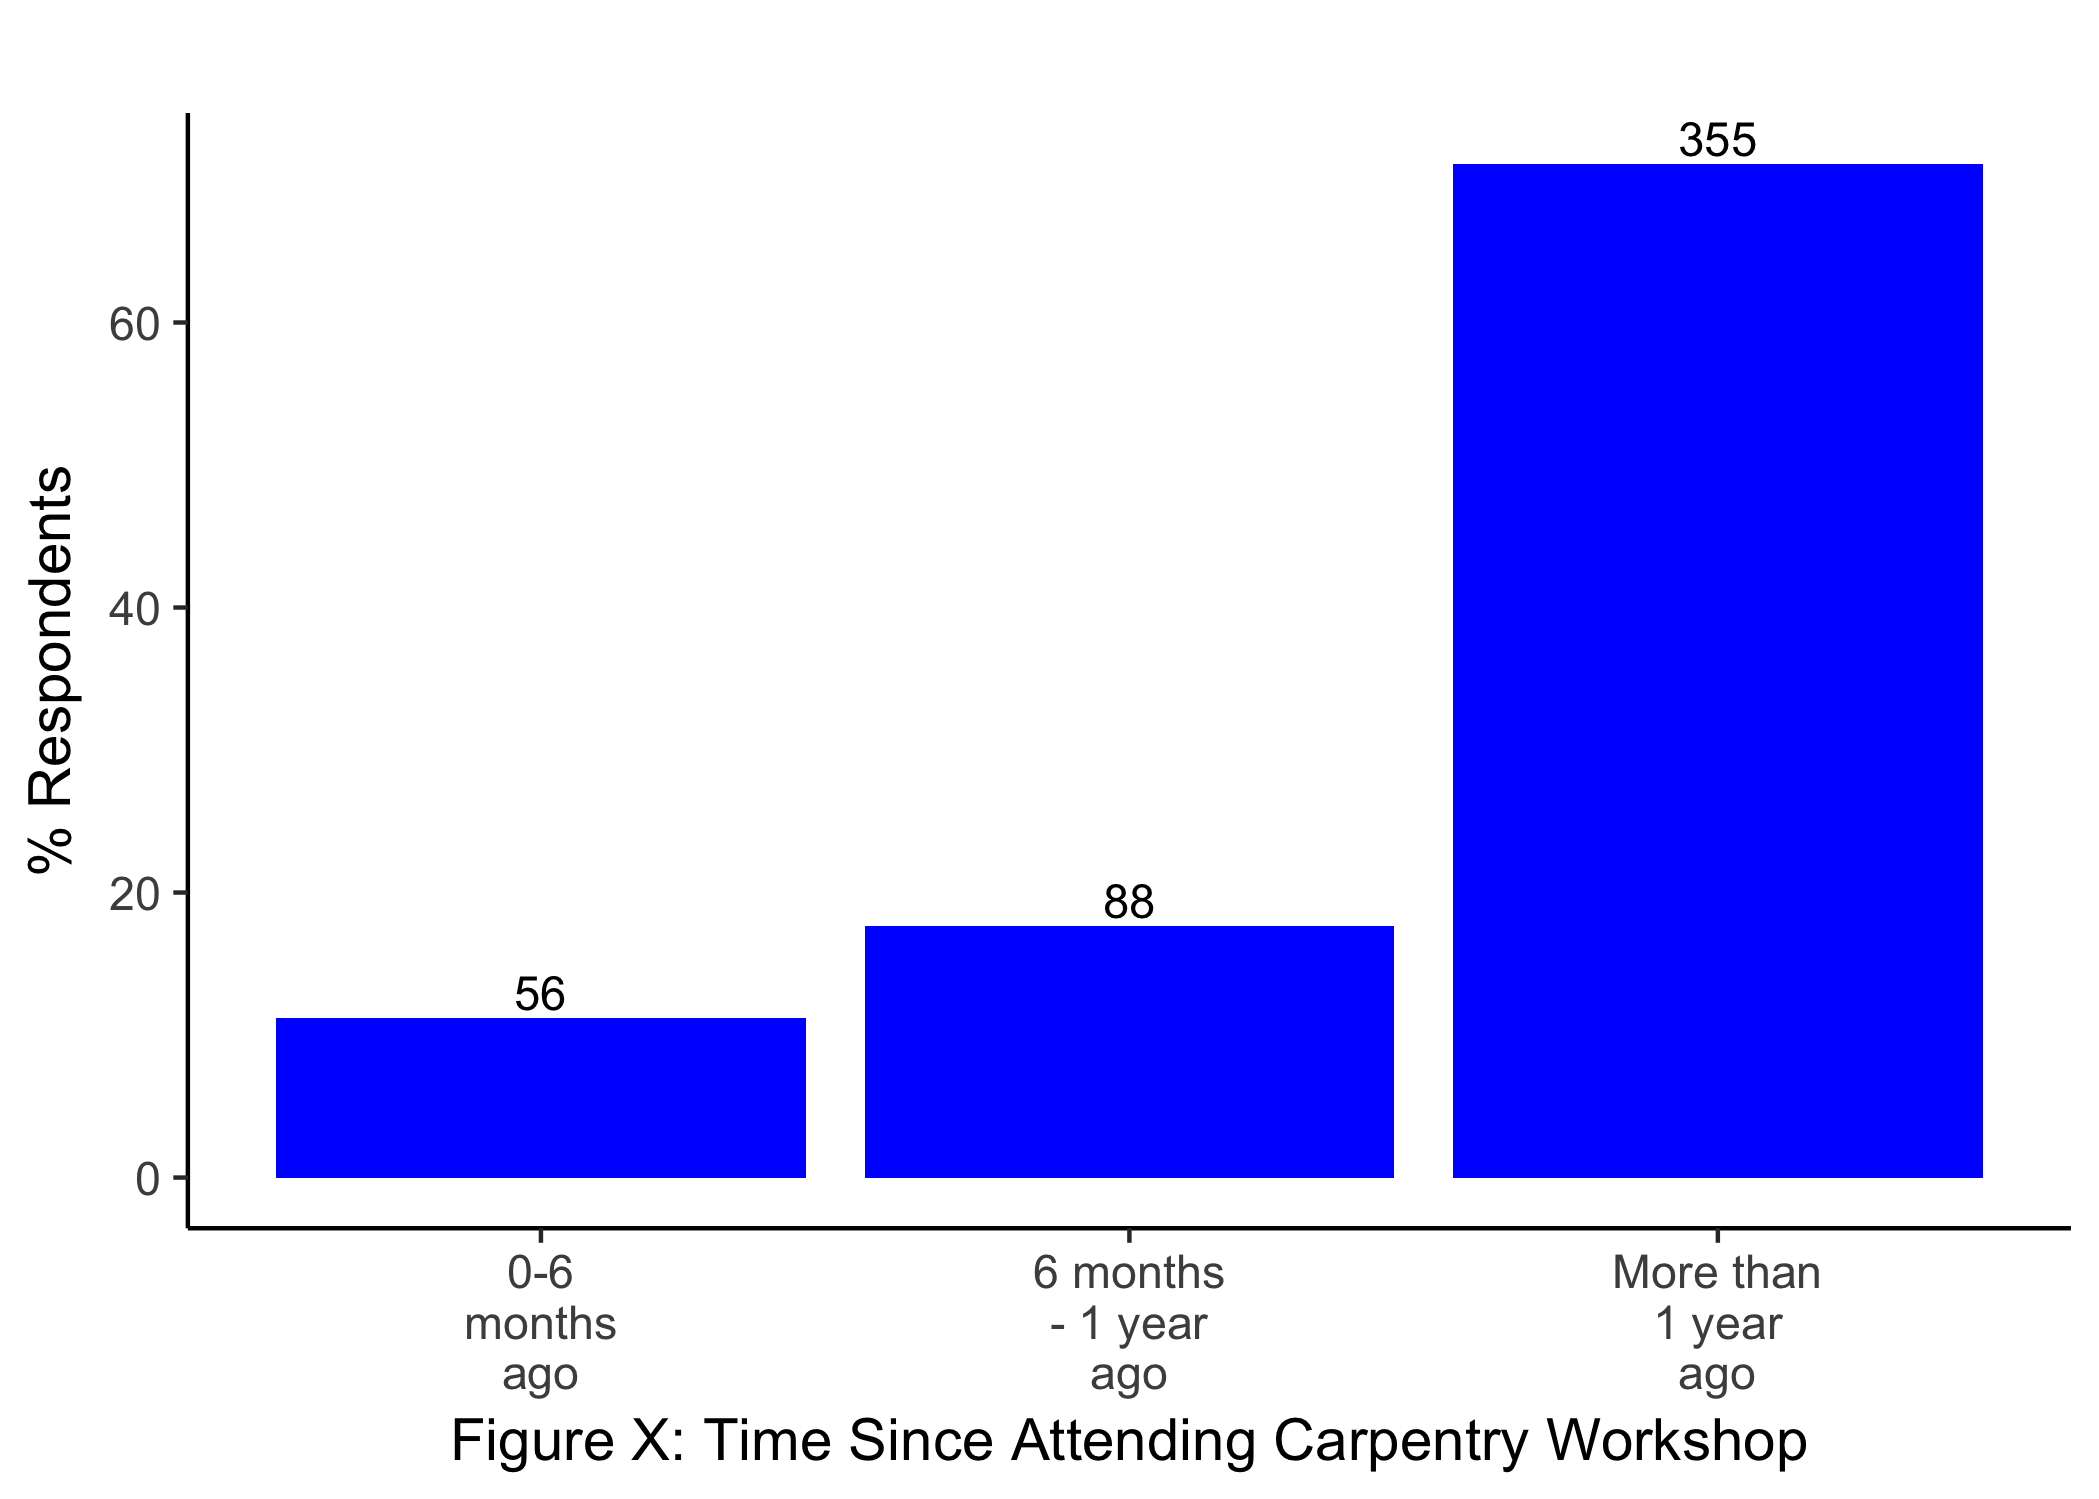 355
60
40
20
88
56
0
% Respondents
0-6
months
ago
6 months
- 1 year
ago
More than
1 year
ago
Figure X: Time Since Attending Carpentry Workshop